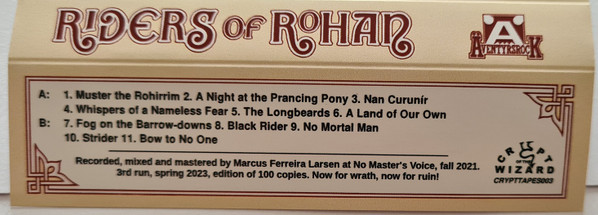 RIDERS OF ROHAN
A
ÄVENTYRSROCK
A: 1. Muster the Rohirrim 2. A Night at the Prancing Pony 3. Nan Curunír
4. Whispers of a Nameless Fear 5. The Longbeards 6. A Land of Our Own
B: 7. Fog on the Barrow-downs 8. Black Rider 9. No Mortal Man
10. Strider 11. Bow to No One
Recorded, mixed and mastered by Marcus Ferreira Larsen at No Master's Voice, fall 2021.
3rd run, spring 2023, edition of 100 copies. Now for wrath, now for ruin!
CRYPT
OF THE
WIZARD
CRYPTTAPES003